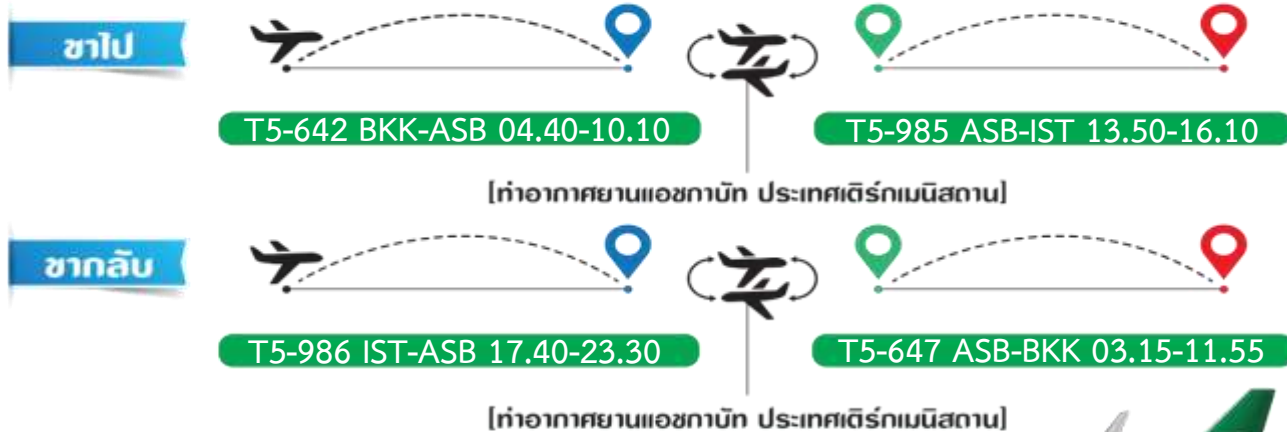 ขาไป
T5-642 BKK-ASB 04.40-10.10
T5-985 ASB-IST 13.50-16.10
[ท่าอากาศยานแอชกาบัท ประเทศเติร์กเมนิสถาน]
ขากลับ
T5-986 IST-ASB 17.40-23.30
T5-647 ASB-BKK 03.15-11.55
[ท่าอากาศยานแอชกาบัท ประเทศเติร์กเมนิสถาน]